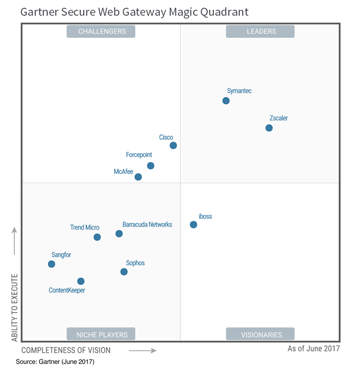 Gartner Secure Web Gateway Magic Quadrant
CHALLENGERS
LEADERS
Symantec
Zscaler
Cisco
Forcepoint
McAfee
iboss
Trend Micro
Barracuda Networks
Sangfor
Sophos
ContentKeeper
ABILITY TO EXECUTE
NICHE PLAYERS
VISIONARIES
COMPLETENESS OF VISION
As of June 2017
Source: Gartner (June 2017)